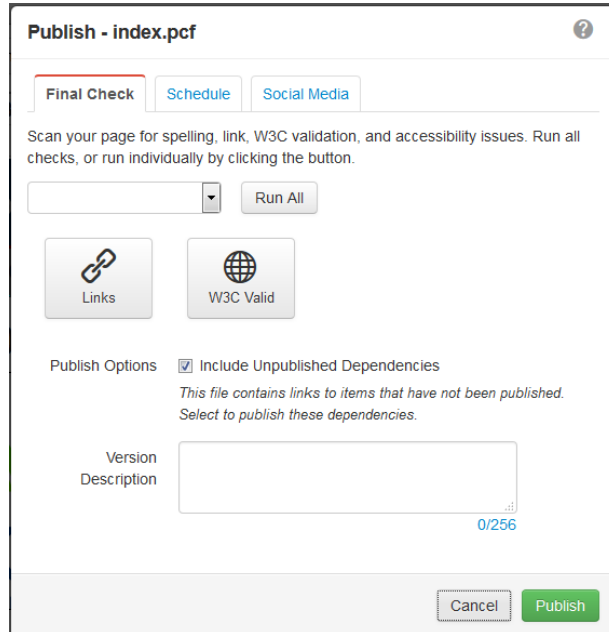 Publish - index.pcf
Final Check
Schedule
Social Media
Scan your page for spelling, link, W3C validation, and accessibility issues. Run all
checks, or run individually by clicking the button.
Run All
Links
W3C Valid
Publish Options
Include Unpublished Dependencies
This file contains links to items that have not been published.
Select to publish these dependencies.
Version
Description
0/256
Cancel
Publish